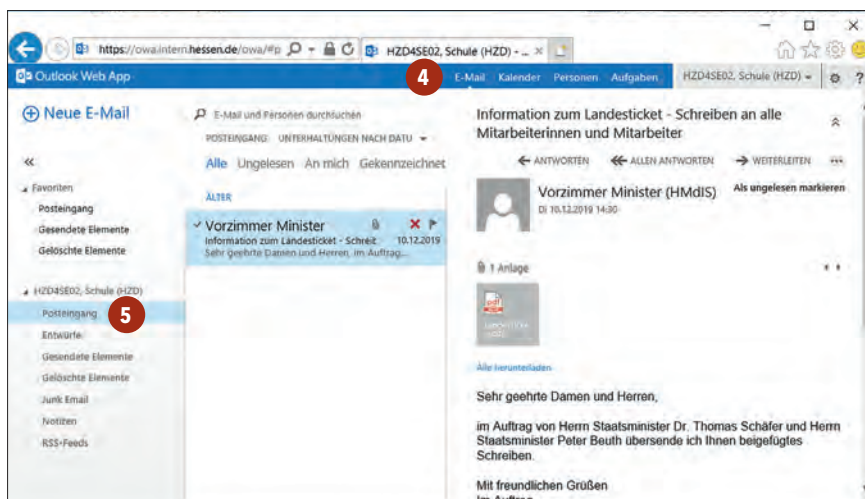 https://owa.intern.hessen.de/owa/#p
HZD4SE02, Schule (HZD) - ...
Outlook Web App
4
E-Mail Kalender Personen Aufgaben
HZD4SE02, Schule (HZD)
?
Neue E-Mail
«
Favoriten
Posteingang
Gesendete Elemente
Gelöschte Elemente
HZD4SE02, Schule (HZD)
Posteingang
5
Entwürfe
Gesendete Elemente
Gelöschte Elemente
Junk Email
Notizen
RSS-Feeds
E-Mail und Personen durchsuchen
POSTEINGANG UNTERHALTUNGEN NACH DATU
Alle Ungelesen An mich Gekennzeichnet
ÄLTER
Vorzimmer Minister
Information zum Landesticket - Schreit 10.12.2019
Sehr geehrte Damen und Herren, im Auftrag...
Information zum Landesticket - Schreiben an alle
Mitarbeiterinnen und Mitarbeiter
ANTWORTEN ALLEN ANTWORTEN WEITERLEITEN ...
Vorzimmer Minister (HMdIS)
Als ungelesen markieren
Di 10.12.2019 14:30
1 Anlage
pdf
Alle herunterladen
Sehr geehrte Damen und Herren,
im Auftrag von Herrn Staatsminister Dr. Thomas Schäfer und Herrn
Staatsminister Peter Beuth übersende ich Ihnen beigefügtes
Schreiben.
Mit freundlichen Grüßen
Im Auftrag